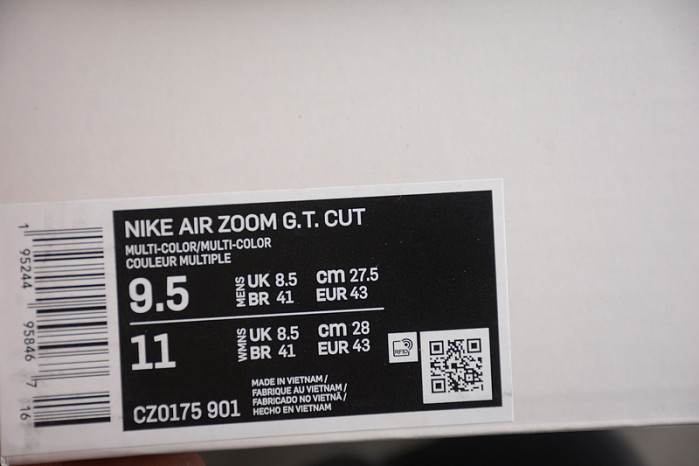 NIKE AIR ZOOM G.T. CUT
MULTI-COLOR/MULTI-COLOR
COULEUR MULTIPLE
9.5 MENS UK 8.5 cm 27.5
BR 41 EUR 43
11 WMNS UK 8.5 cm 28
BR 41 EUR 43
RFID
CZ0175 901
MADE IN VIETNAM /
FABRIQUE AU VIETNAM /
FABRICADO NO VIETNÃ /
HECHO EN VIETNAM
1 95244 95846 7 16